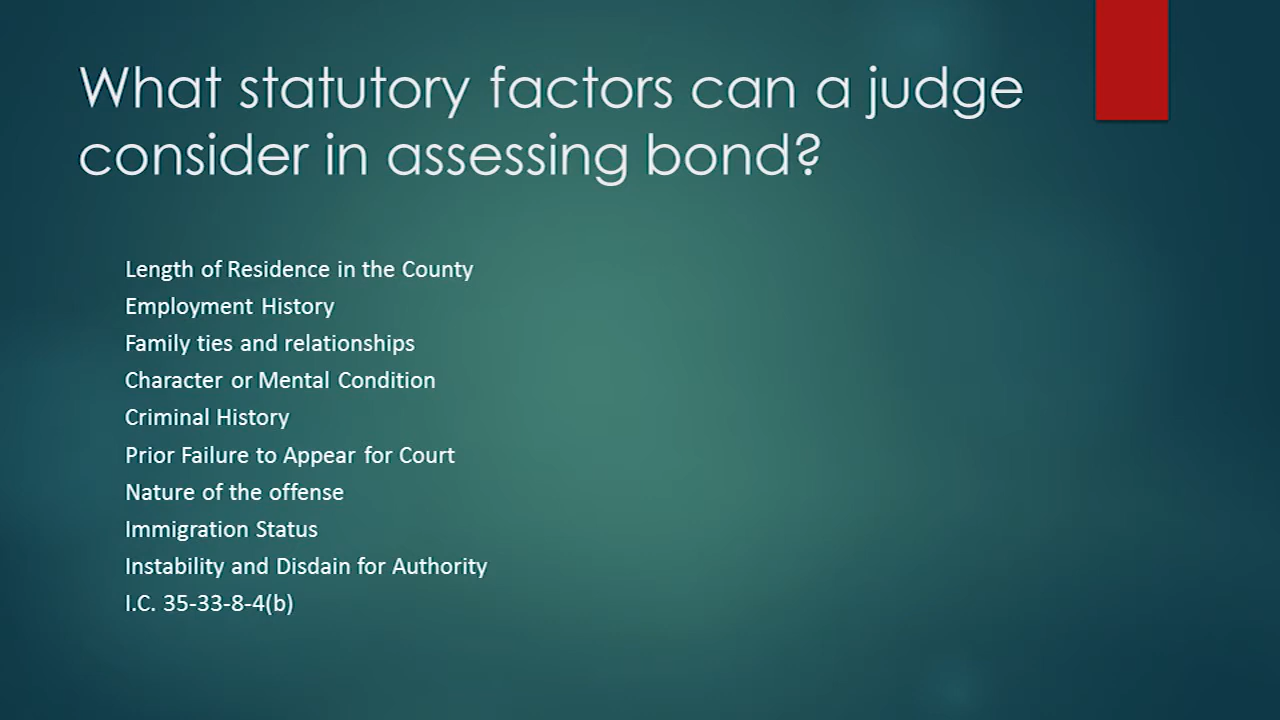 What statutory factors can a judge
consider in assessing bond?
Length of Residence in the County
Employment History
Family ties and relationships
Character or Mental Condition
Criminal History
Prior Failure to Appear for Court
Nature of the offense
Immigration Status
Instability and Disdain for Authority
I.C. 35-33-8-4(b)